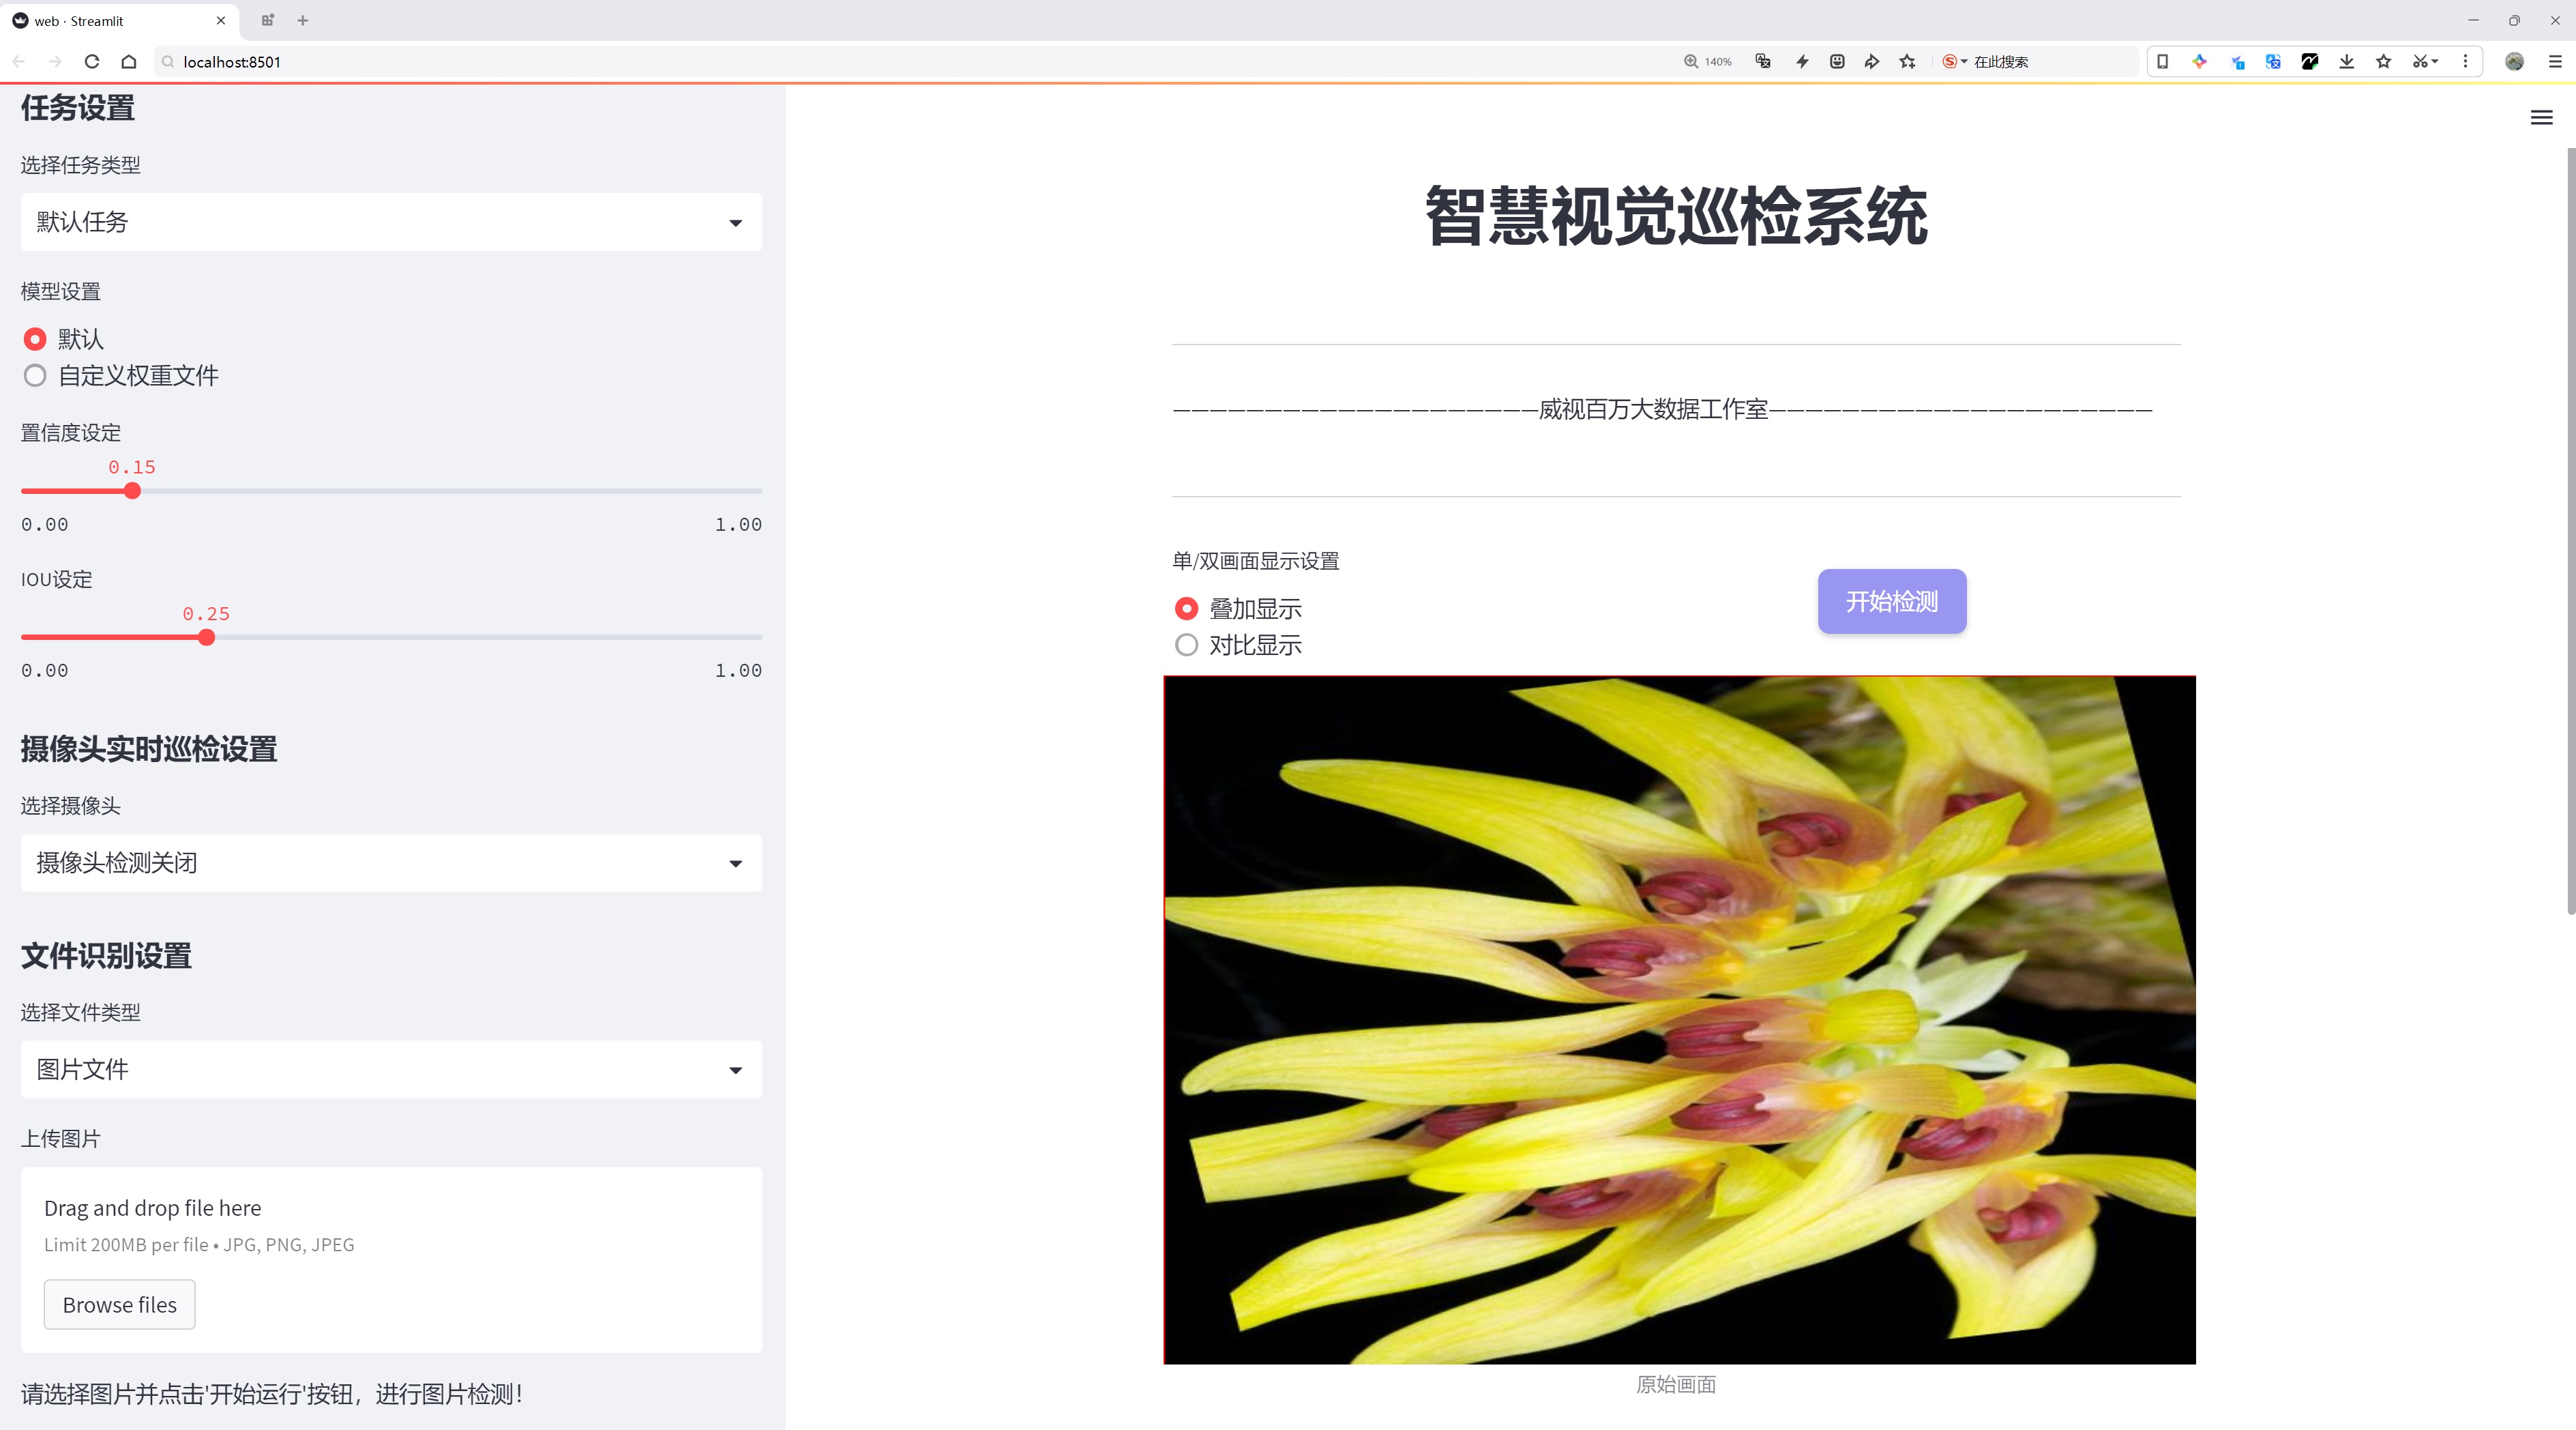 web · Streamlit
localhost:8501
140%
在此搜索
任务设置
选择任务类型
默认任务
模型设置
默认
自定义权重文件
置信度设定
0.15
0.00
1.00
IOU设定
0.25
0.00
1.00
摄像头实时巡检设置
选择摄像头
摄像头检测关闭
文件识别设置
选择文件类型
图片文件
上传图片
Drag and drop file here
Limit 200MB per file • JPG, PNG, JPEG
Browse files
请选择图片并点击'开始运行'按钮，进行图片检测！
智慧视觉巡检系统
————————————————————威视百万大数据工作室—————————————————————
单/双画面显示设置
叠加显示
对比显示
开始检测
原始画面